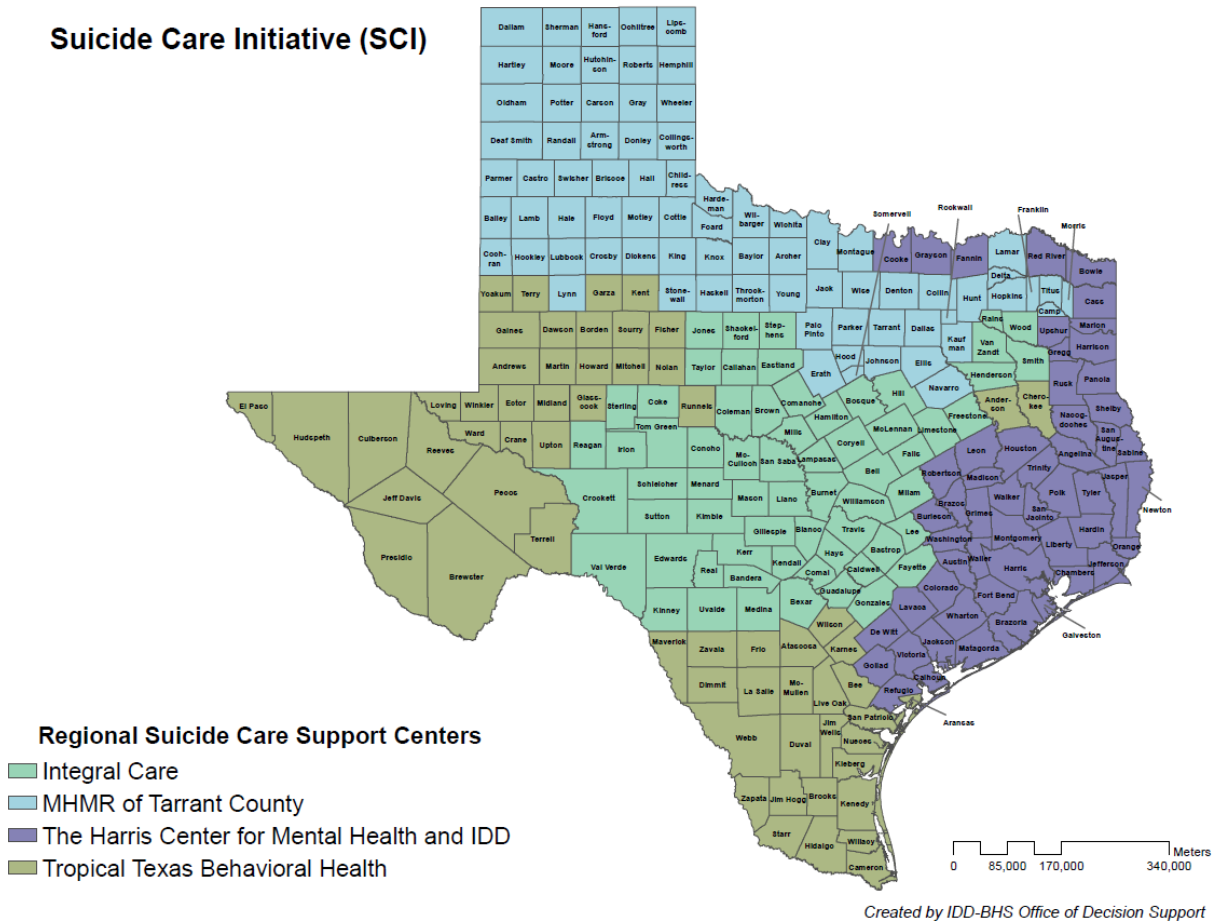 Suicide Care Initiative (SCI)
Dallam Sherman Hans- Ochiltree Lips-
ford comb
Hartley Moore Hutchin- Roberts Hemphill
son
Oldham Potter Carson Gray Wheeler
Deaf Smith Randall Arm- Donley Collings-
strong worth
Parmer Castro Swisher Briscoe Hall Child-
ress
Bailey Lamb Hale Floyd Motley Cottle Harde-
man
Foard Wil-
barger Wichita Clay Montague
Somervell Rookwall Franklin Morris
Cooke Grayson Fannin Lamar Red River Bowie
Coch-
ran Hockley Lubbock Crosby Dickens King Knox Baylor Archer
Delta
Yoakum Terry Lynn Garza Kent Stone-
wall Haskell Throck-
morton Young Jack Wise Denton Collin Hunt Hopkins Titus Cass
Camp
Gaines Dawson Borden Scurry Fisher Jones Shackel-
ford Step-
hens Palo
Pinto Parker Tarrant Dallas Kauf
man Rains Wood Upshur Marion
Harrison
Gregg
Andrews Martin Howard Mitchell Nolan Taylor Callahan Eastland Erath Hood Johnson Ellis Van
Zandt Smith
Henderson Rusk Panola
Navarro
El Paso Loving Winkler Ector Midland Glass-
cock Sterling Coke Runnels Coleman Brown Comanche Bosque Hill Ander-
son Chero-
kee Nacog-
doches Shelby
Hamilton Freestone
Hudspeth Culberson Reeves Ward Crane Upton Reagan Irion Tom Green Concho Mc-
Culloch San Saba Mills Coryell McLennan Limestone
San
Augus-
tine Sabine
Leon Houston Angelina
Lampasas Bell Falls Robertson Madison Trinity Jasper
Jeff Davis Pecos Crockett Schleicher Menard Mason Llano Burnet Williamson Milam
Brazos Walker Polk Tyler
Newton
Sutton Kimble Burleson Grimes San
Jacinto Hardin
Presidio Terrell Gillespie Blanco Travis Lee Washington Montgomery Liberty Orange
Brewster Val Verde Edwards Kerr Kendall Hays Bastrop
Real Bandera Comal Caldwell Fayette Austin Waller Harris Chambers Jefferson
Guadalupe Colorado Fort Bend
Kinney Uvalde Medina Bexar Gonzales Lavaca Wharton Brazoria
Galveston
Maverick Zavala Frio Atascosa Wilson Karnes De Witt Jackson Matagorda
Victoria
Goliad Calhoun
Dimmit La Salle Mc-
Mullen Bee Refugio
Live Oak Aransas
San Patricio
Webb Duval Jim
Wells Nueces
Kleberg
Zapata Jim Hogg Brooks Kenedy
Starr Hidalgo Willacy
Cameron
Regional Suicide Care Support Centers
Integral Care
MHMR of Tarrant County
The Harris Center for Mental Health and IDD
Tropical Texas Behavioral Health
Meters
0 85,000 170,000 340,000
Created by IDD-BHS Office of Decision Support